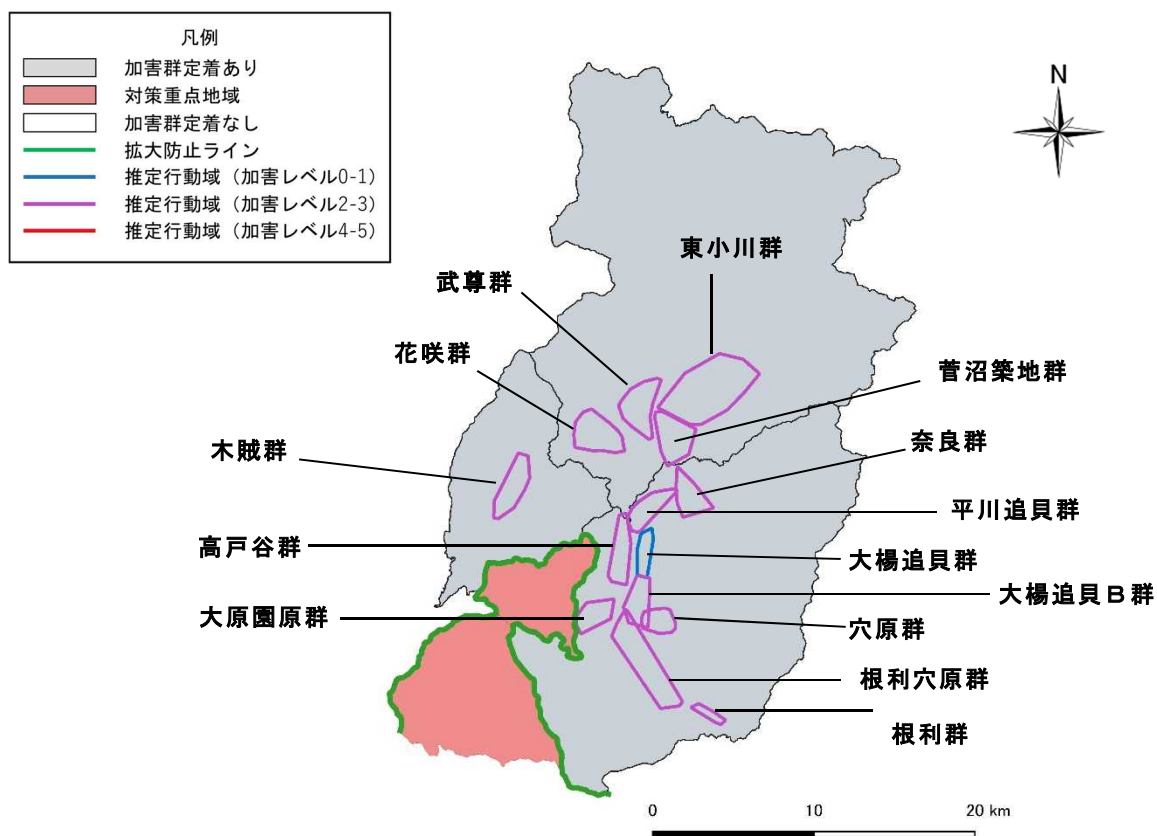 凡例
加害群定着あり
対策重点地域
加害群定着なし
拡大防止ライン
推定行動域（加害レベル0-1）
推定行動域（加害レベル2-3）
推定行動域（加害レベル4-5）
N
東小川群
武尊群
花咲群
菅沼築地群
奈良群
木賊群
平川追貝群
高戸谷群
大楊追貝群
大楊追貝Ｂ群
大原園原群
穴原群
根利穴原群
根利群
0 10 20 km